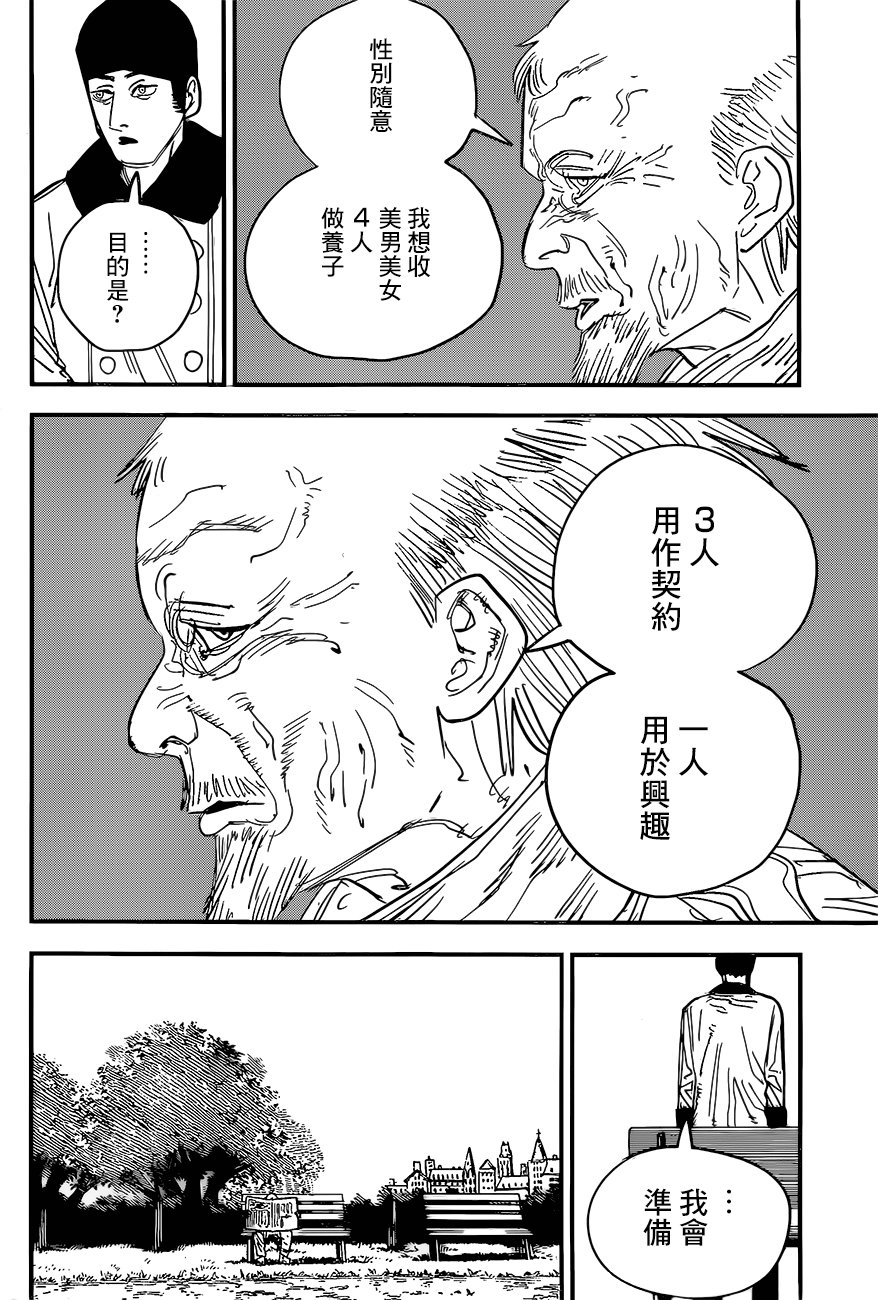 我想收
美男美女
4人
做養子
性別隨意
……
目的是？
3人
用作契約
一人
用於興趣
…
我會
準備